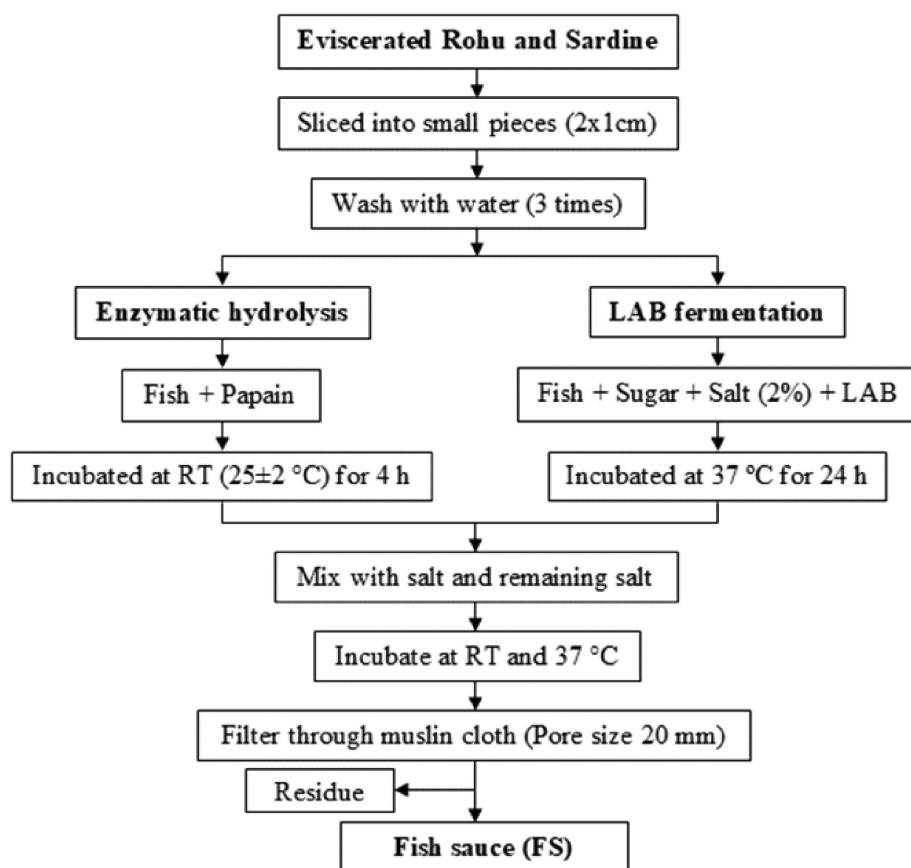 Eviscerated Rohu and Sardine
Sliced into small pieces (2x1cm)
Wash with water (3 times)
Enzymatic hydrolysis
LAB fermentation
Fish + Papain
Fish + Sugar + Salt (2%) + LAB
Incubated at RT (25±2 °C) for 4 h
Incubated at 37 °C for 24 h
Mix with salt and remaining salt
Incubate at RT and 37 °C
Filter through muslin cloth (Pore size 20 mm)
Residue
Fish sauce (FS)